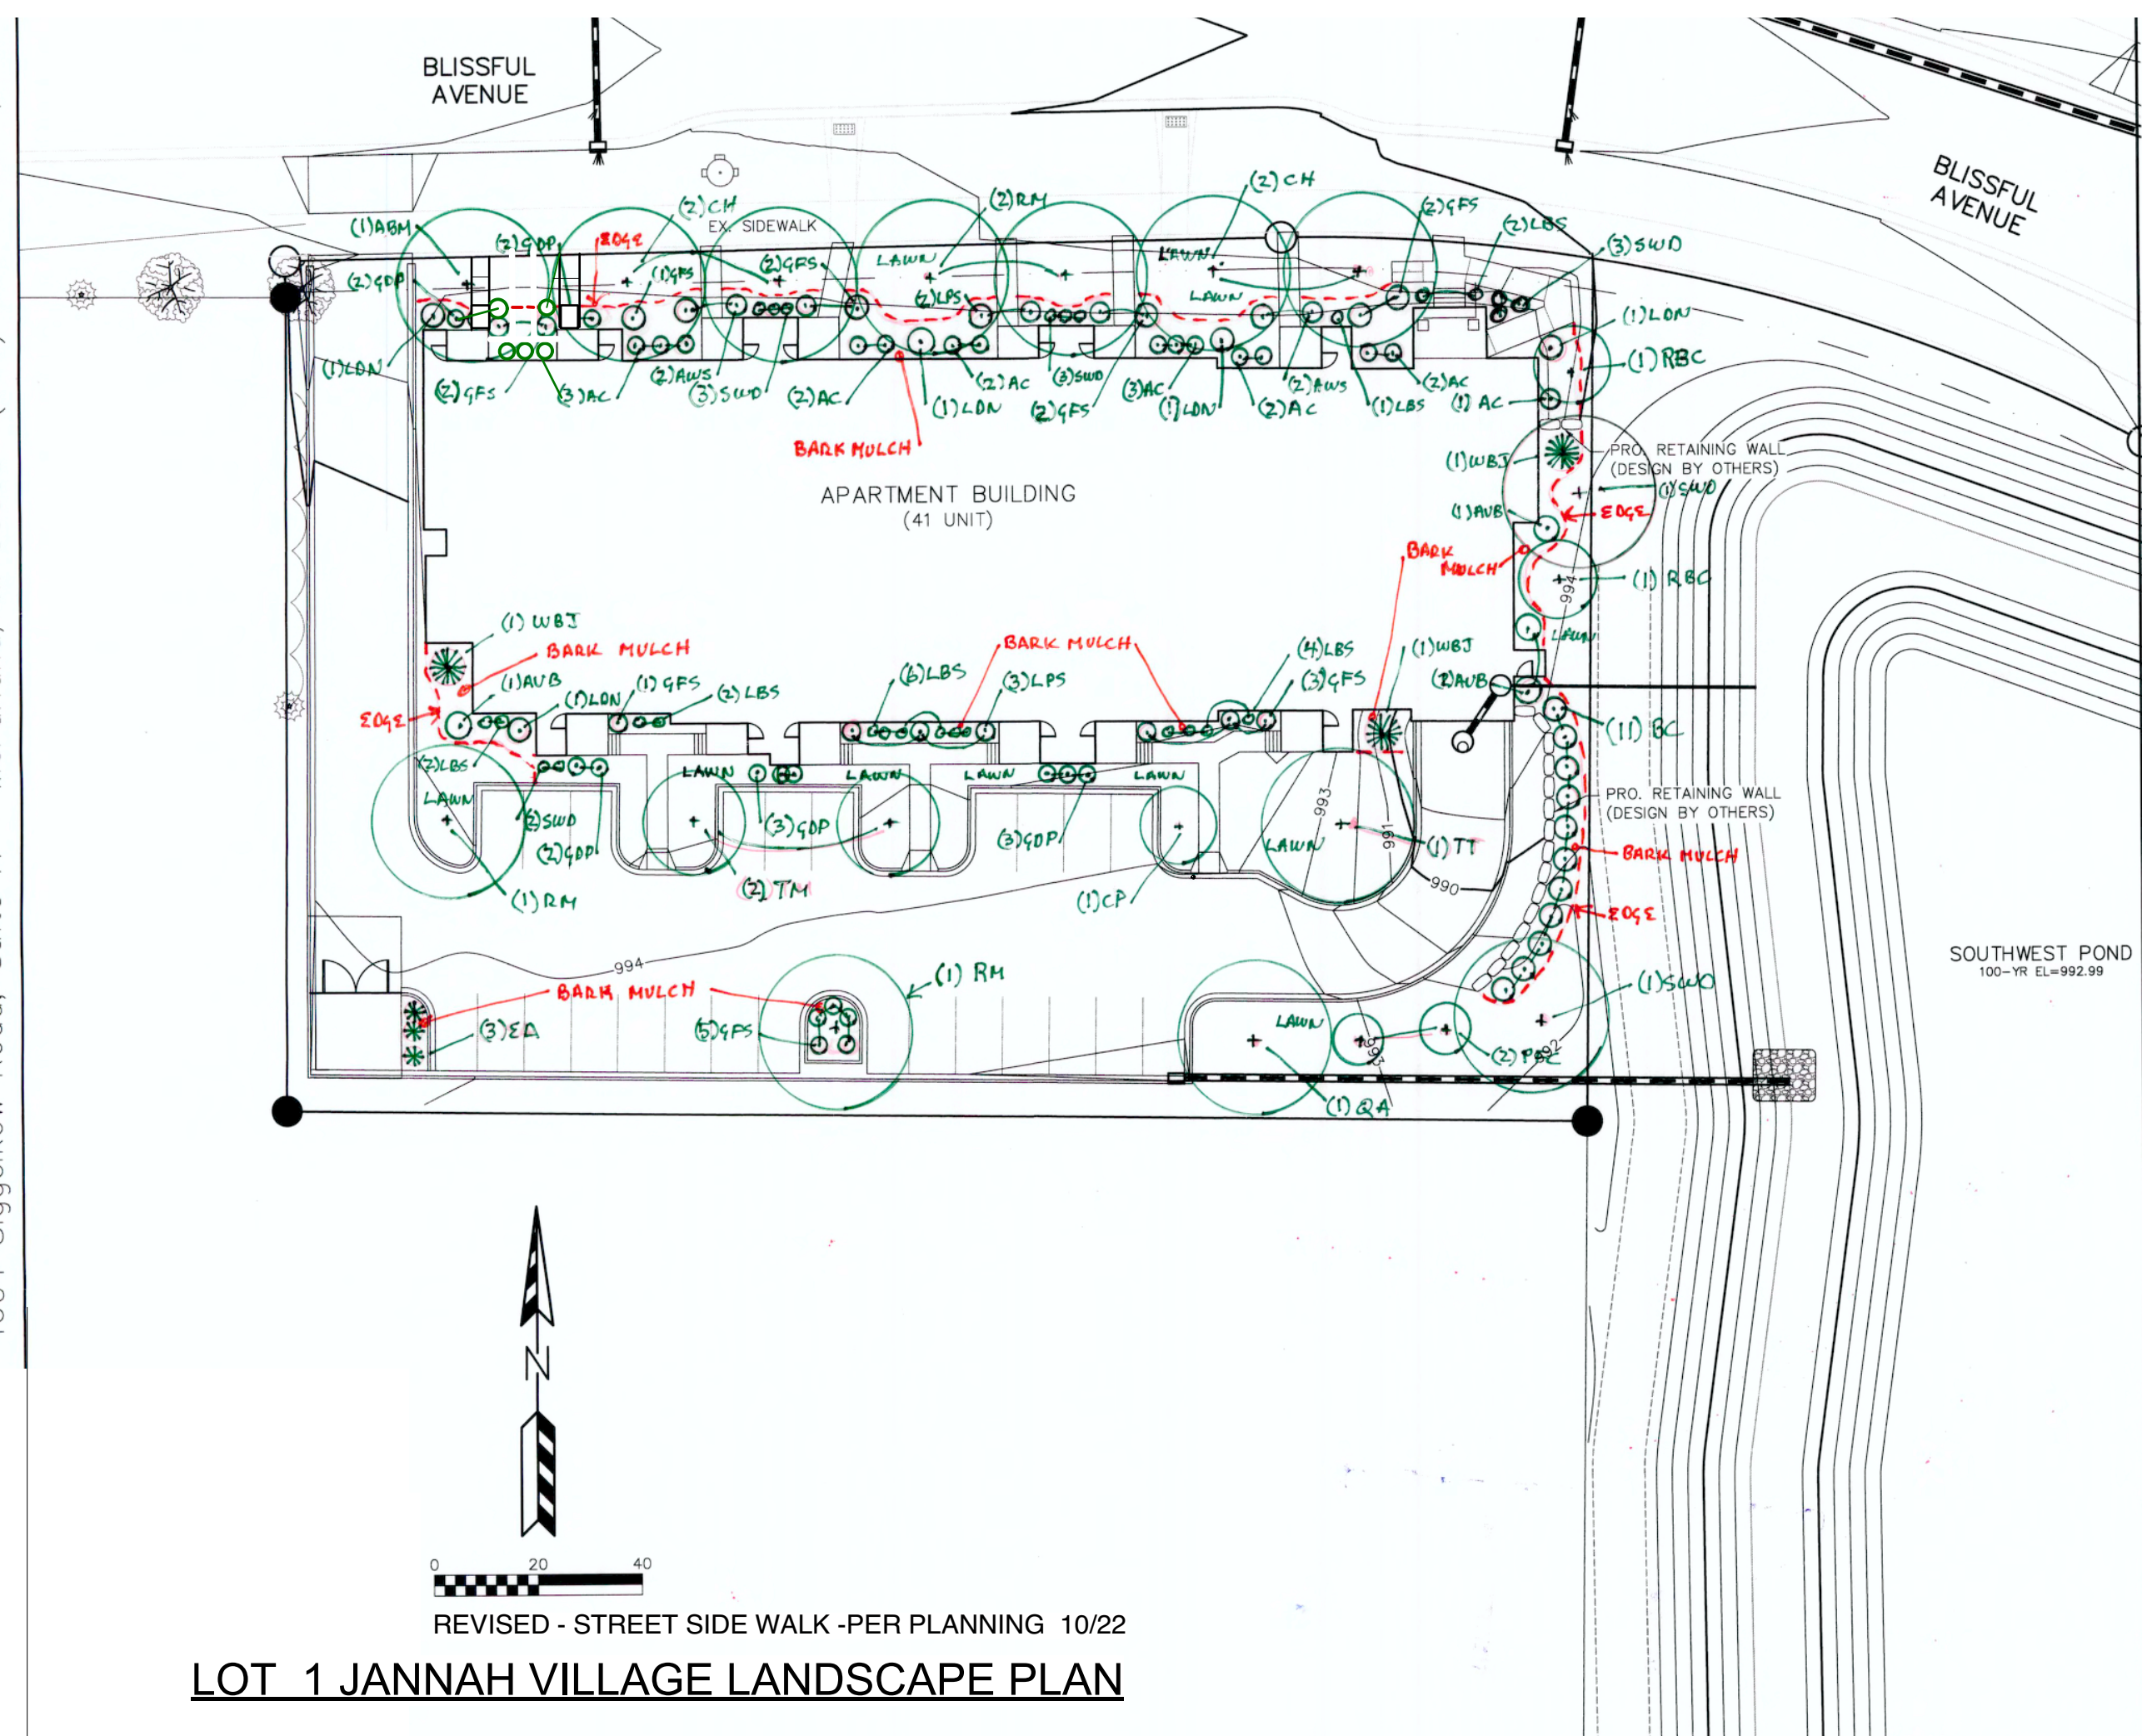 BLISSFUL
AVENUE
BLISSFUL
AVENUE
(1)ABM
(2)GDP
(2)CH
EX. SIDEWALK
(2)RM
(2)CH
(2)GFS
(2)LBS
(3)SWD
EDGE
(2)GDP
(1)GFS
(2)GFS
LAWN
LAWN
LAWN
(2)LPS
(1)LDN
(1)LDN
(2)GFS
(3)AC
(2)AWS
(3)SWD
(2)AC
(2)AC
(1)LDN
(3)SWD
(2)GFS
(3)AC
(1)LDN
(2)AC
(2)AWS
(1)LBS
(2)AC
(1)AC
(1)RBC
BARK MULCH
APARTMENT BUILDING
(41 UNIT)
PRO. RETAINING WALL
(DESIGN BY OTHERS)
(1)WBJ
(1)SWO
(1)AUB
EDGE
BARK
MULCH
(1)RBC
994
LAWN
(1)WBJ
BARK MULCH
(1)AUB
(1)LDN
(1)GFS
(2)LBS
(6)LBS
BARK MULCH
(3)LPS
(4)LBS
(3)GFS
(1)WBJ
(2)AUB
EDGE
(11)BC
(2)LBS
LAWN
LAWN
LAWN
LAWN
LAWN
PRO. RETAINING WALL
(DESIGN BY OTHERS)
(2)SWD
(2)GDP
(3)GDP
(3)GDP
993
991
LAWN
(1)TT
BARK MULCH
990
(1)RM
(2)TM
(1)CP
EDGE
994
SOUTHWEST POND
100-YR EL=992.99
BARK MULCH
(1)RM
(1)SWO
(3)EA
(5)GFS
LAWN
993
992
(1)QA
N
0 20 40
REVISED - STREET SIDE WALK -PER PLANNING 10/22
LOT 1 JANNAH VILLAGE LANDSCAPE PLAN